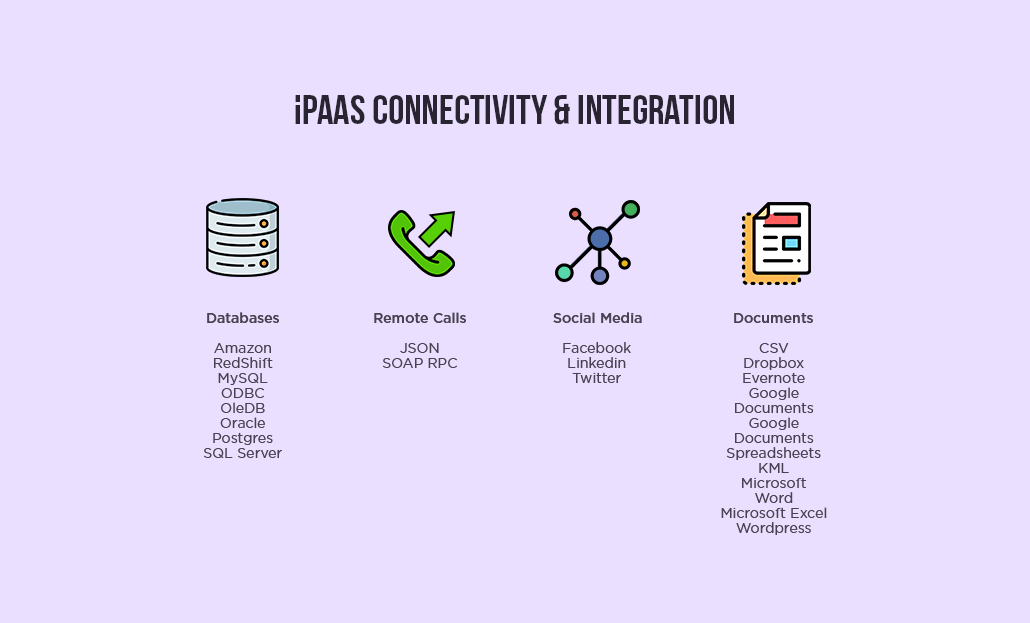 iPAAS CONNECTIVITY & INTEGRATION
Databases
Amazon
RedShift
MySQL
ODBC
OleDB
Oracle
Postgres
SQL Server
Remote Calls
JSON
SOAP RPC
Social Media
Facebook
Linkedin
Twitter
Documents
CSV
Dropbox
Evernote
Google
Documents
Google
Documents
Spreadsheets
KML
Microsoft
Word
Microsoft Excel
Wordpress